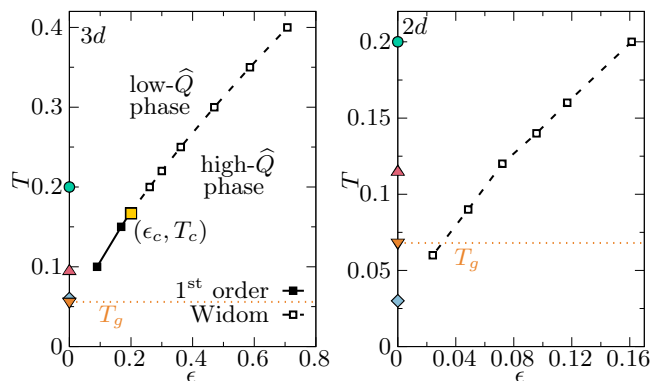 3d
0.4
0.3
0.2
0.1
0
T
low-Q̂
phase
high-Q̂
phase
(ϵc, Tc)
1st order
Widom
Tg
0 0.2 0.4 0.6 0.8
ϵ
2d
0.2
0.15
0.1
0.05
0
T
Tg
0 0.04 0.08 0.12 0.16
ϵ